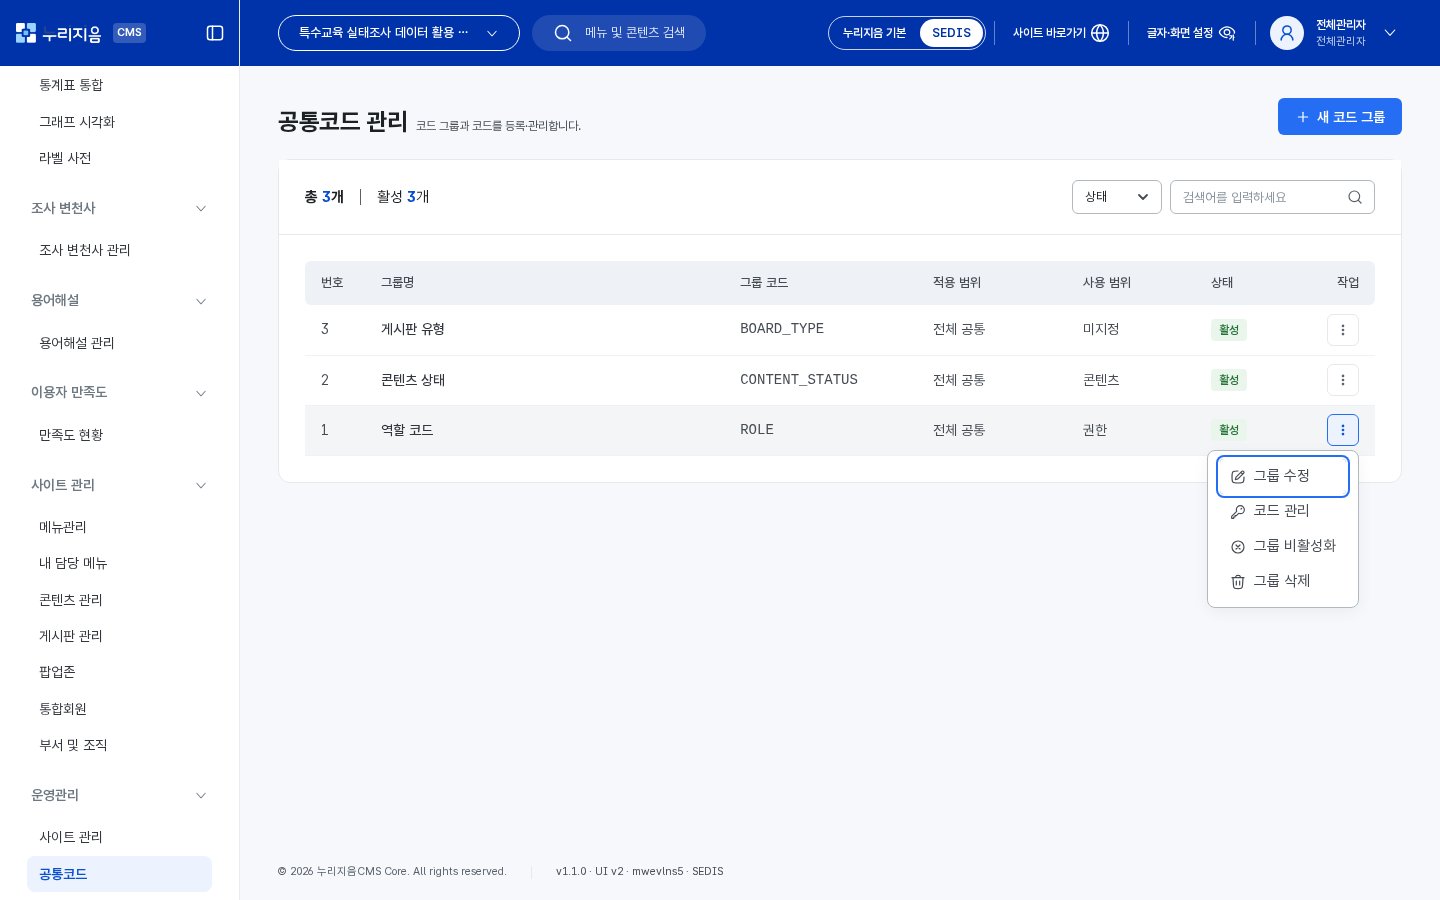 누리지음 CMS
특수교육 실태조사 데이터 활용 ···
메뉴 및 콘텐츠 검색
누리지음 기본
SEDIS
사이트 바로가기
글자·화면 설정
전체관리자
전체관리자
통계표 통합
그래프 시각화
라벨 사전
조사 변천사
조사 변천사 관리
용어해설
용어해설 관리
이용자 만족도
만족도 현황
사이트 관리
메뉴관리
내 담당 메뉴
콘텐츠 관리
게시판 관리
팝업존
통합회원
부서 및 조직
운영관리
사이트 관리
공통코드
공통코드 관리 코드 그룹과 코드를 등록·관리합니다.
새 코드 그룹
총 3개 활성 3개
상태
검색어를 입력하세요
번호 그룹명 그룹 코드 적용 범위 사용 범위 상태 작업
3 게시판 유형 BOARD_TYPE 전체 공통 미지정 활성
2 콘텐츠 상태 CONTENT_STATUS 전체 공통 콘텐츠 활성
1 역할 코드 ROLE 전체 공통 권한 활성
그룹 수정
코드 관리
그룹 비활성화
그룹 삭제
© 2026 누리지음CMS Core. All rights reserved. v1.1.0 · UI v2 · mwevlns5 · SEDIS